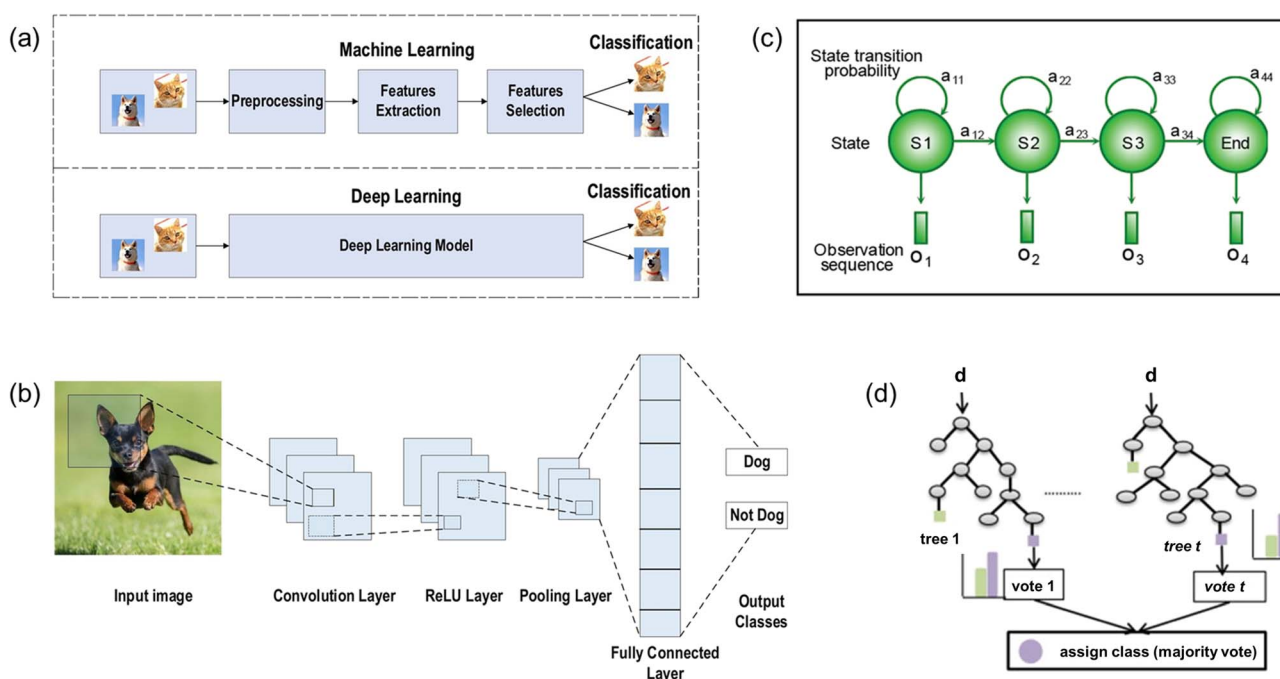 (a)
Machine Learning
Classification
Preprocessing
Features
Extraction
Features
Selection
Deep Learning
Classification
Deep Learning Model
(c)
State transition
probability
a11
a22
a33
a44
State
S1
a12
S2
a23
S3
a34
End
Observation
sequence
O1
O2
O3
O4
(b)
Dog
Not Dog
Input image
Convolution Layer
ReLU Layer
Pooling Layer
Fully Connected
Layer
Output
Classes
(d)
d
d
..........
tree 1
tree t
vote 1
vote t
assign class (majority vote)